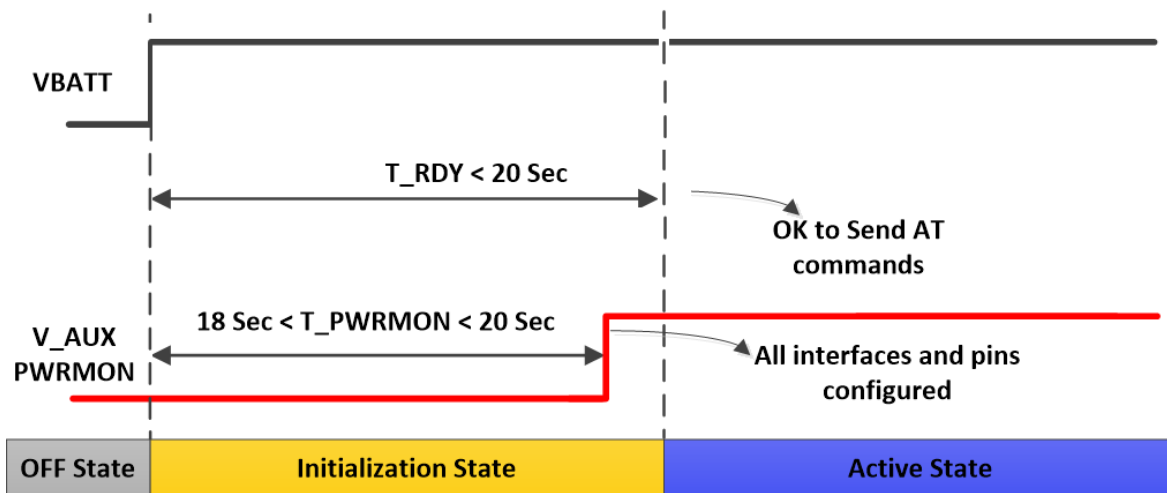 VBATT
T_RDY < 20 Sec
OK to Send AT
commands
18 Sec < T_PWRMON < 20 Sec
V_AUX
PWRMON
All interfaces and pins
configured
OFF State
Initialization State
Active State